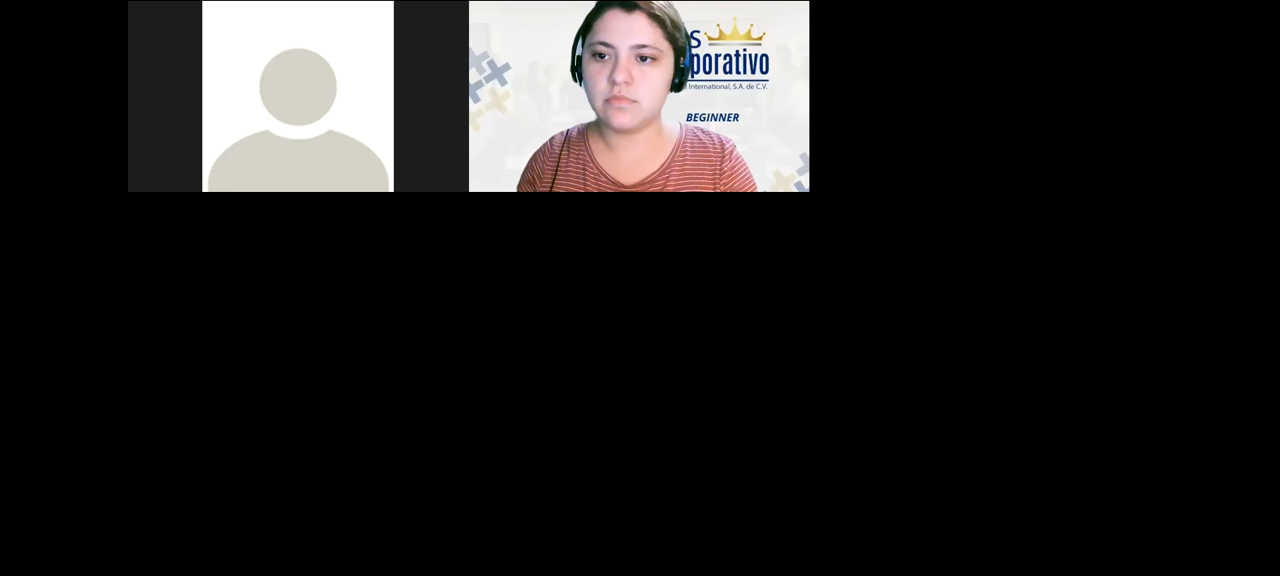 s
porativo
International, S.A. de C.V.
BEGINNER